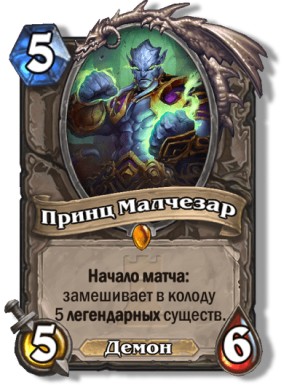 5
Принц Малчезар
Начало матча:
замешивает в колоду
5 легендарных существ.
5
Демон
6